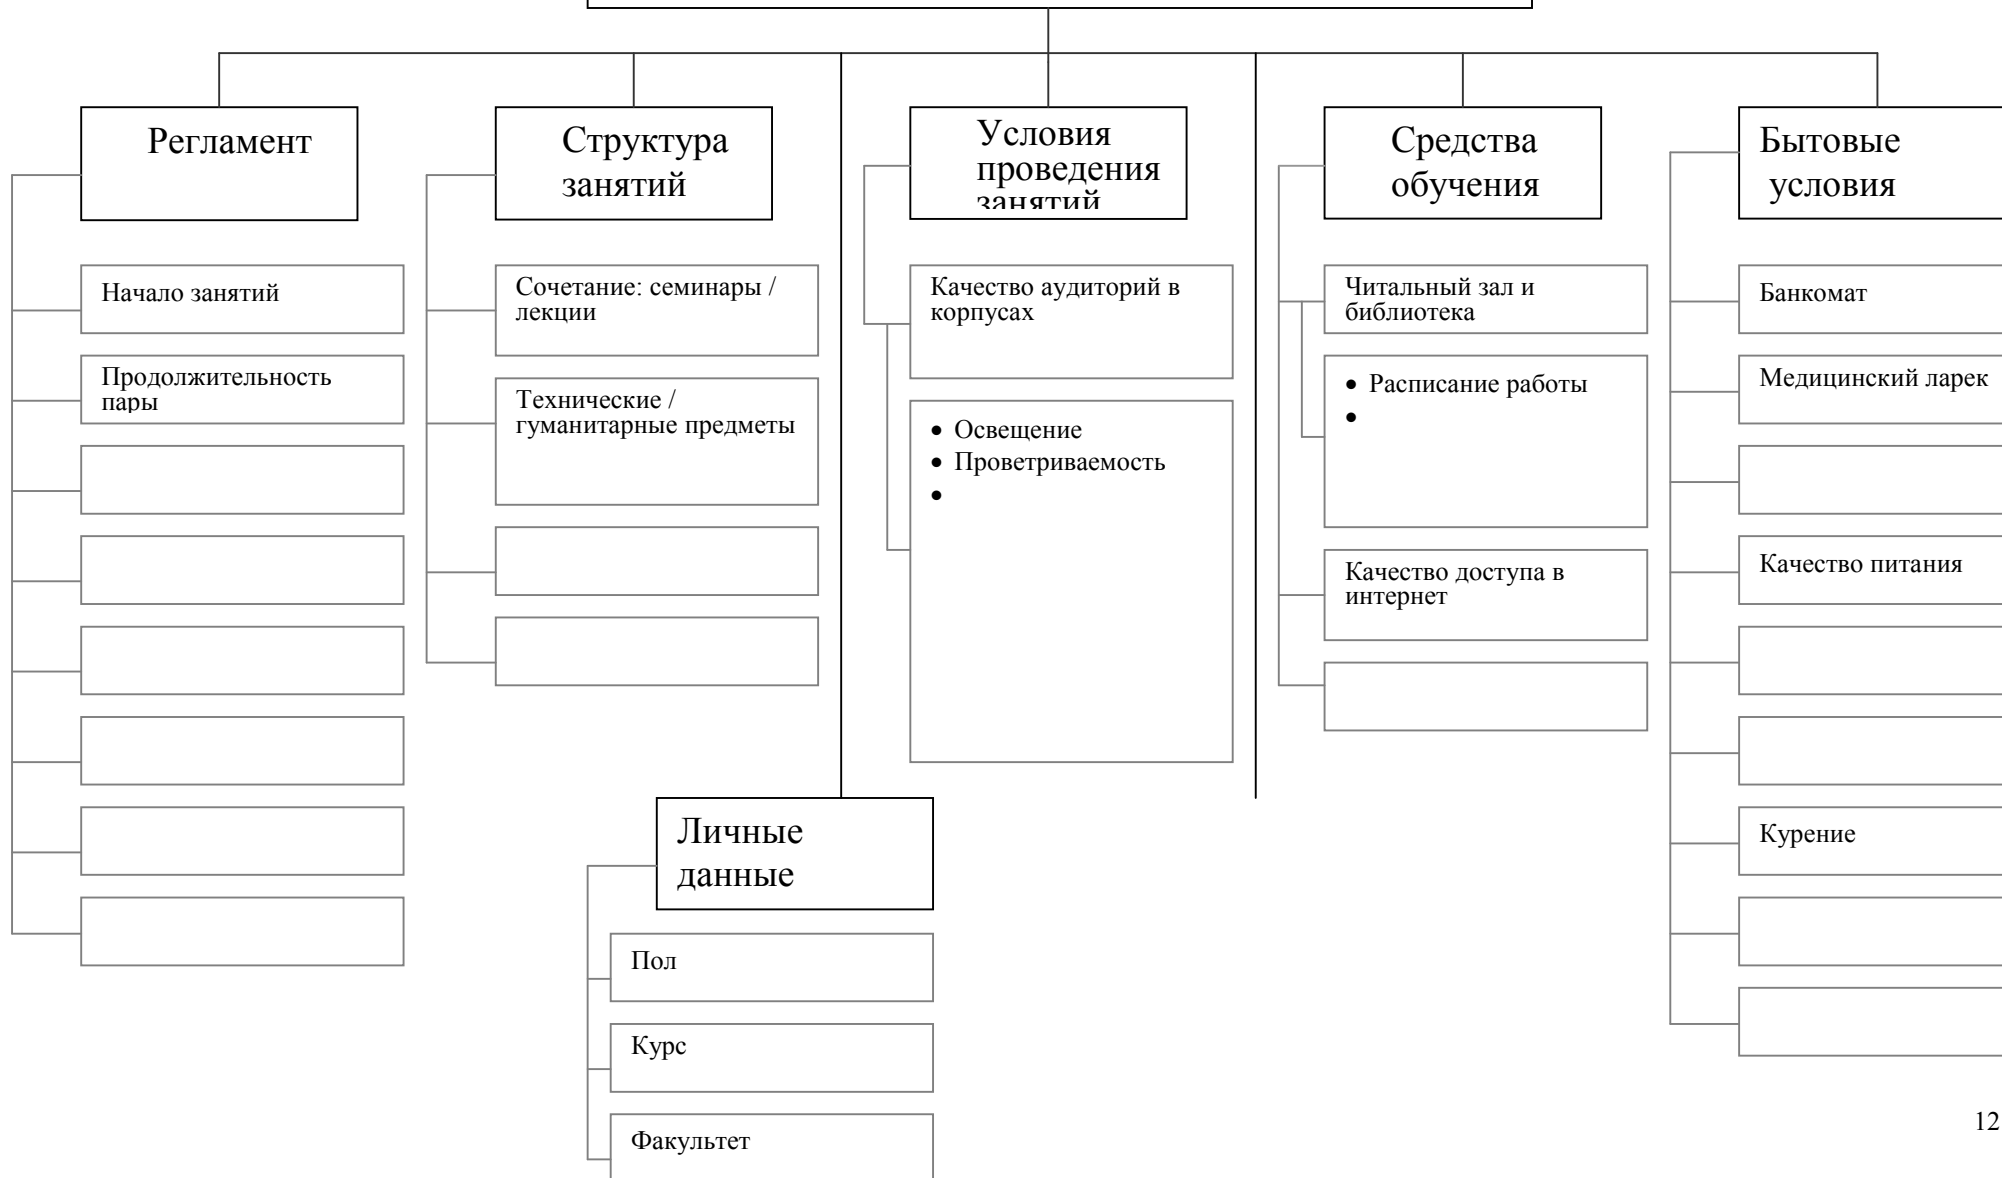 Регламент
Структура
занятий
Условия
проведения
занятий
Средства
обучения
Бытовые
условия
Начало занятий
Продолжительность
пары
Сочетание: семинары /
лекции
Технические /
гуманитарные предметы
Качество аудиторий в
корпусах
• Освещение
• Проветриваемость
•
Читальный зал и
библиотека
• Расписание работы
•
Качество доступа в
интернет
Банкомат
Медицинский ларек
Качество питания
Курение
Личные
данные
Пол
Курс
Факультет
12